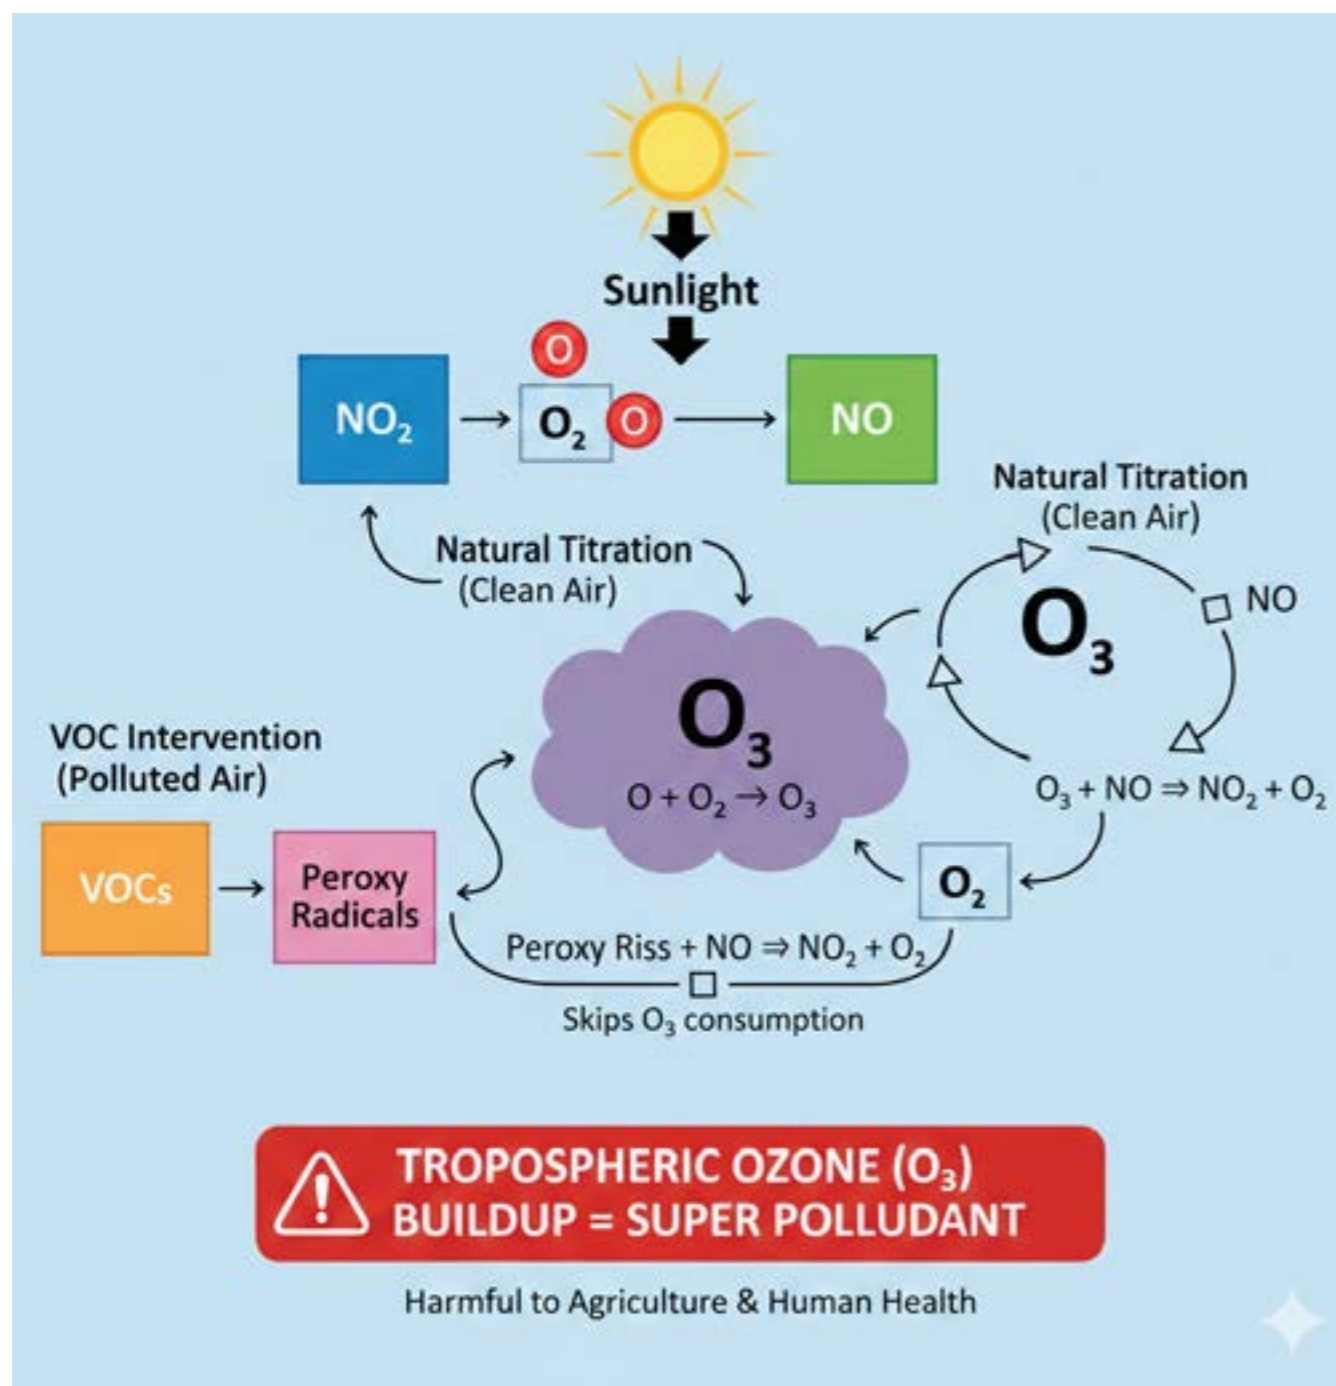 Sunlight
O
NO₂
O₂
O
NO
Natural Titration
(Clean Air)
Natural Titration
(Clean Air)
O₃
NO
O₃
O + O₂ → O₃
O₃ + NO ⇒ NO₂ + O₂
VOC Intervention
(Polluted Air)
VOCs
Peroxy
Radicals
O₂
Peroxy Riss + NO ⇒ NO₂ + O₂
Skips O₃ consumption
TROPOSPHERIC OZONE (O₃)
BUILDUP = SUPER POLLUDANT
Harmful to Agriculture & Human Health